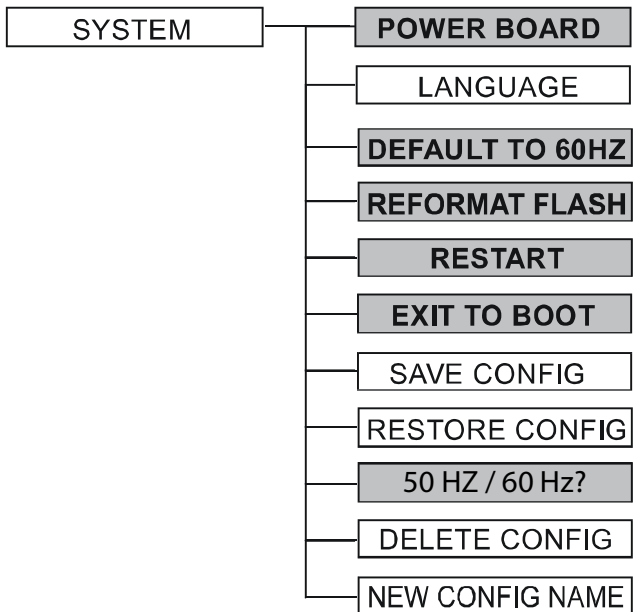 SYSTEM
POWER BOARD
LANGUAGE
DEFAULT TO 60HZ
REFORMAT FLASH
RESTART
EXIT TO BOOT
SAVE CONFIG
RESTORE CONFIG
50 HZ / 60 Hz?
DELETE CONFIG
NEW CONFIG NAME